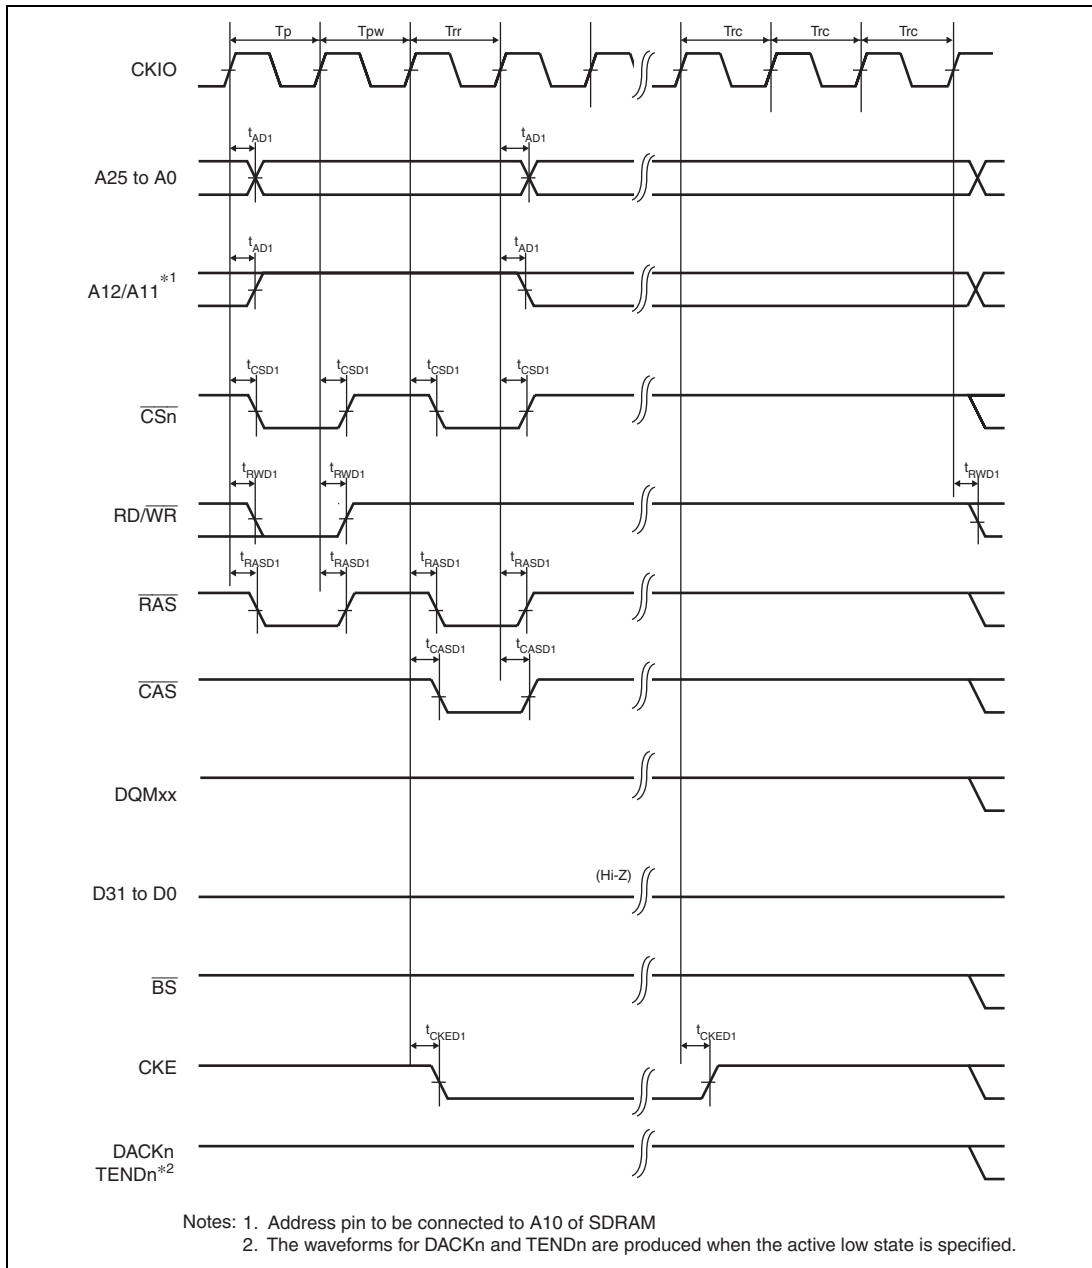 Tp Tpw Trr Trc Trc Trc
CKIO
tAD1 tAD1
A25 to A0
tAD1 tAD1
A12/A11*1
tCSD1 tCSD1 tCSD1 tCSD1
CSn
tRWD1 tRWD1 tRWD1
RD/WR
tRASD1 tRASD1 tRASD1 tRASD1
RAS
tCASD1 tCASD1
CAS
DQMxx
(Hi-Z)
D31 to D0
BS
tCKED1 tCKED1
CKE
DACKn
TENDn*2
Notes: 1. Address pin to be connected to A10 of SDRAM
2. The waveforms for DACKn and TENDn are produced when the active low state is specified.